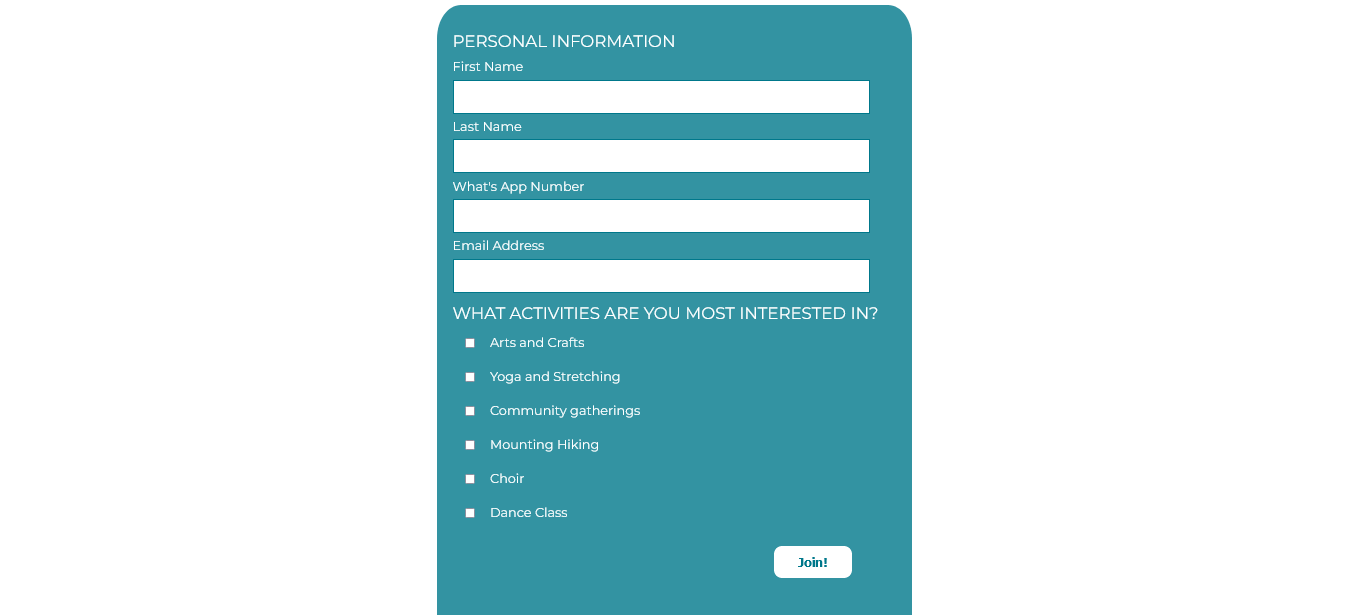 PERSONAL INFORMATION
First Name
Last Name
What's App Number
Email Address
WHAT ACTIVITIES ARE YOU MOST INTERESTED IN?
Arts and Crafts
Yoga and Stretching
Community gatherings
Mounting Hiking
Choir
Dance Class
Join!